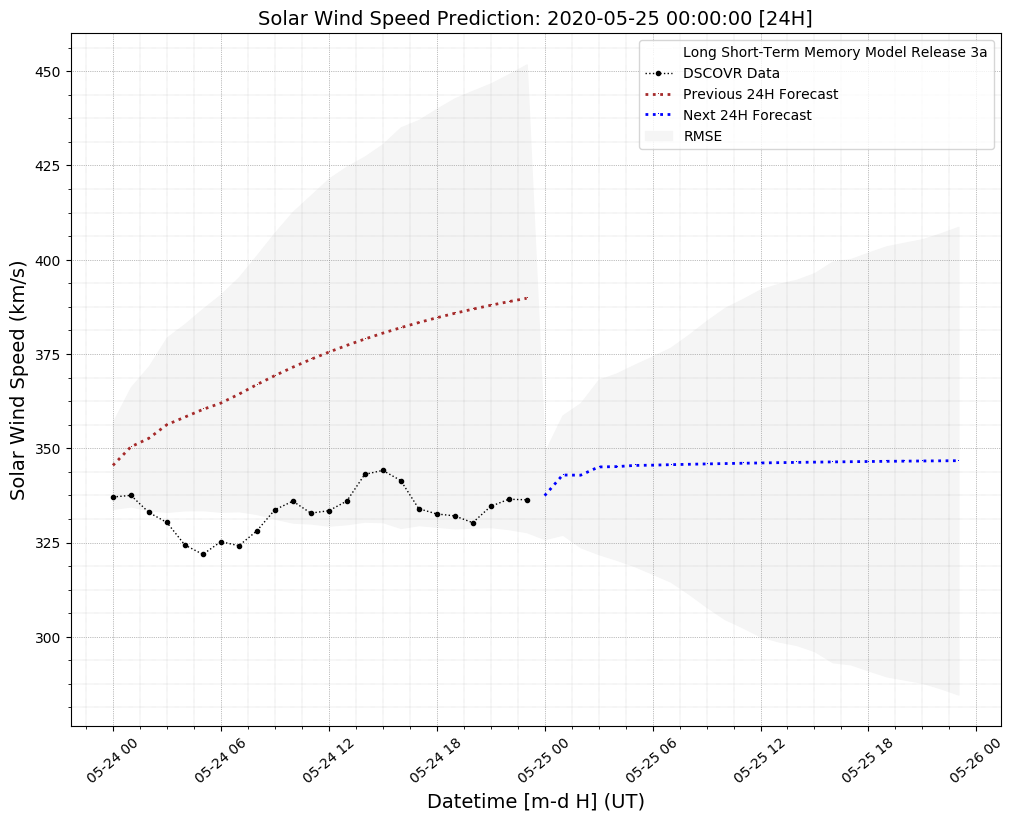 Solar Wind Speed Prediction: 2020-05-25 00:00:00 [24H]
Long Short-Term Memory Model Release 3a
DSCOVR Data
Previous 24H Forecast
Next 24H Forecast
RMSE
Solar Wind Speed (km/s)
450
425
400
375
350
325
300
05-24 00
05-24 06
05-24 12
05-24 18
05-25 00
05-25 06
05-25 12
05-25 18
05-26 00
Datetime [m-d H] (UT)